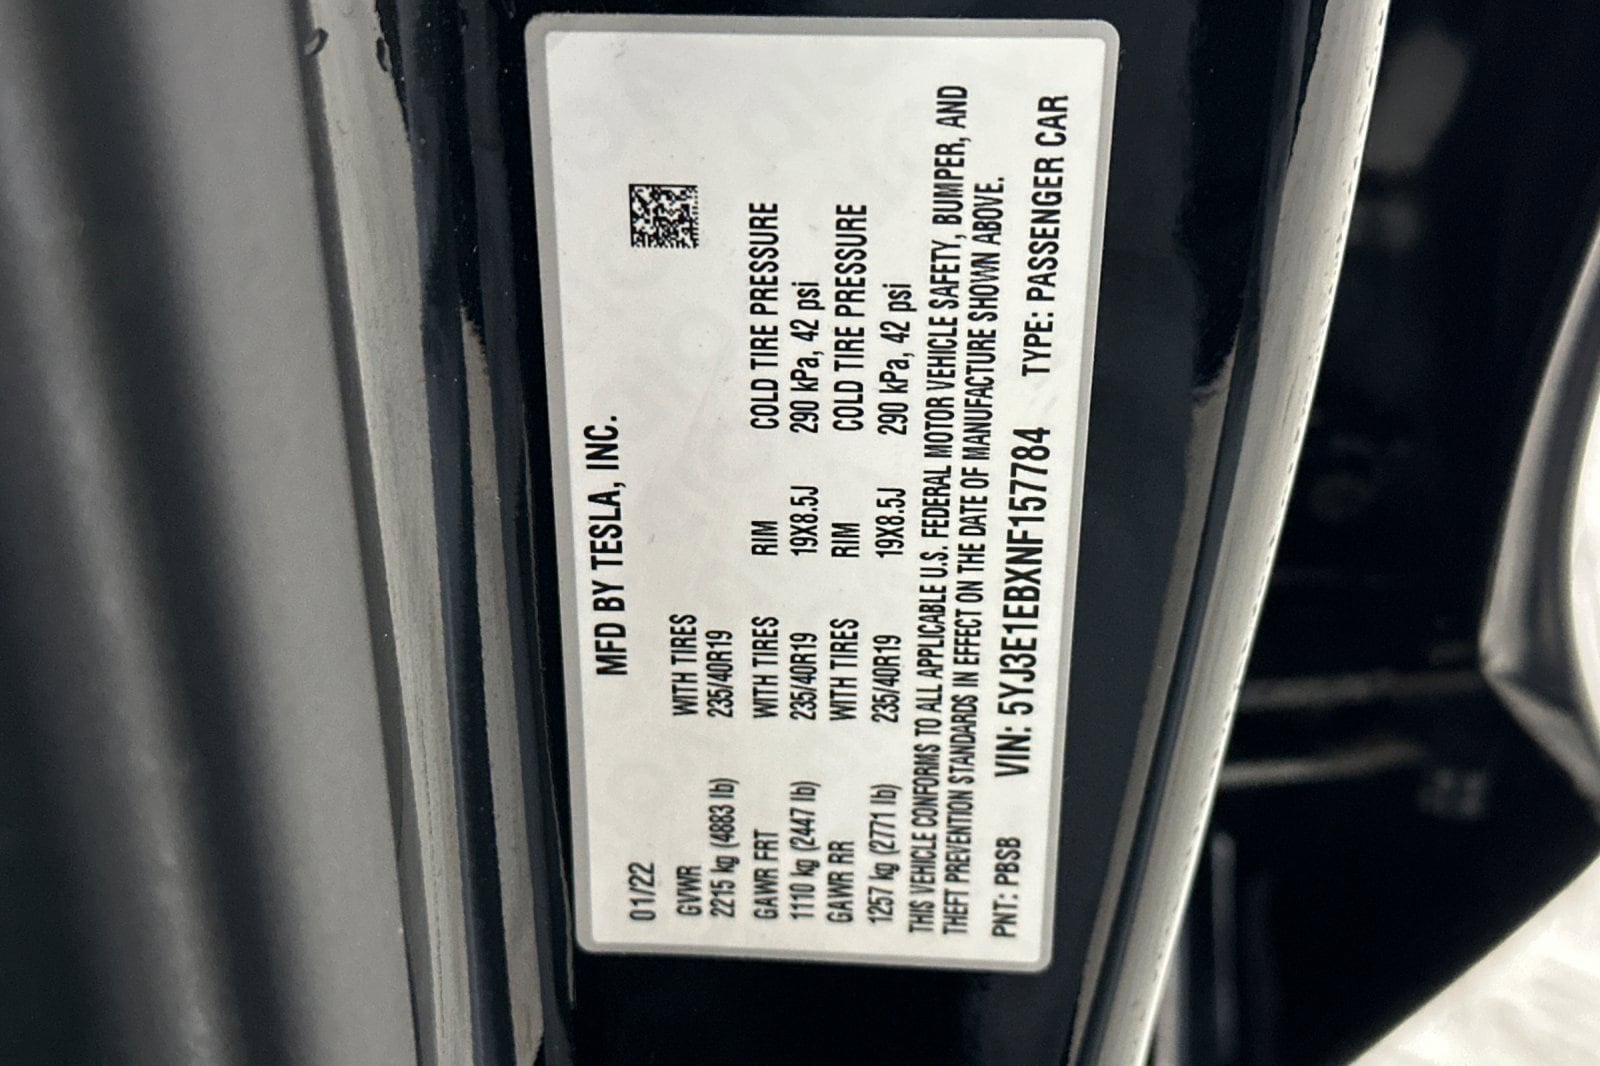 MFD BY TESLA, INC.
01/22
GVWR WITH TIRES
2215 kg (4883 lb) 235/40R19
GAWR FRT WITH TIRES RIM COLD TIRE PRESSURE
1110 kg (2447 lb) 235/40R19 19X8.5J 290 kPa, 42 psi
GAWR RR WITH TIRES RIM COLD TIRE PRESSURE
1257 kg (2771 lb) 235/40R19 19X8.5J 290 kPa, 42 psi
THIS VEHICLE CONFORMS TO ALL APPLICABLE U.S. FEDERAL MOTOR VEHICLE SAFETY, BUMPER, AND
THEFT PREVENTION STANDARDS IN EFFECT ON THE DATE OF MANUFACTURE SHOWN ABOVE.
PNT: PBSB VIN: 5YJ3E1EBXNF157784 TYPE: PASSENGER CAR